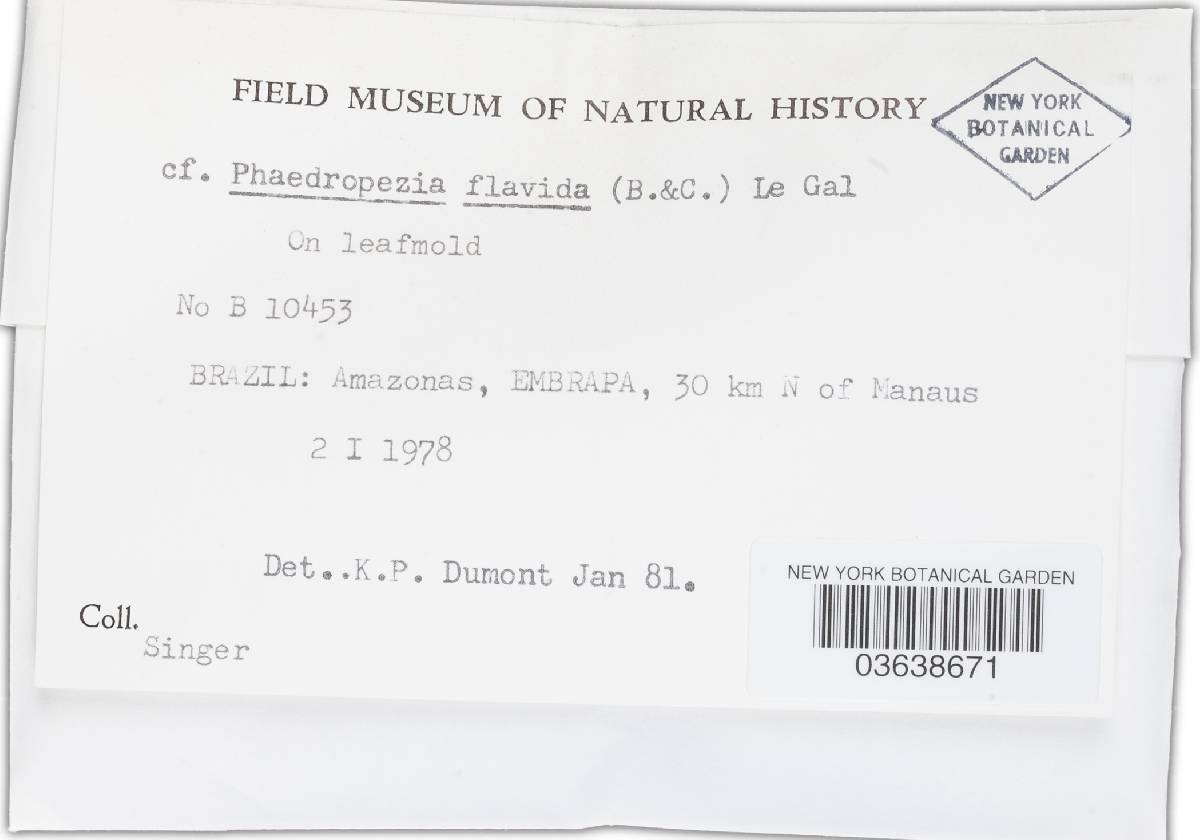 FIELD MUSEUM OF NATURAL HISTORY
NEW YORK
BOTANICAL
GARDEN
cf. Phaedropezia flavida (B.&C.) Le Gal
On leafmold
No B 10453
BRAZIL: Amazonas, EMBRAPA, 30 km N of Manaus
2 I 1978
Det..K.P. Dumont Jan 81.
Coll.
Singer
NEW YORK BOTANICAL GARDEN
03638671